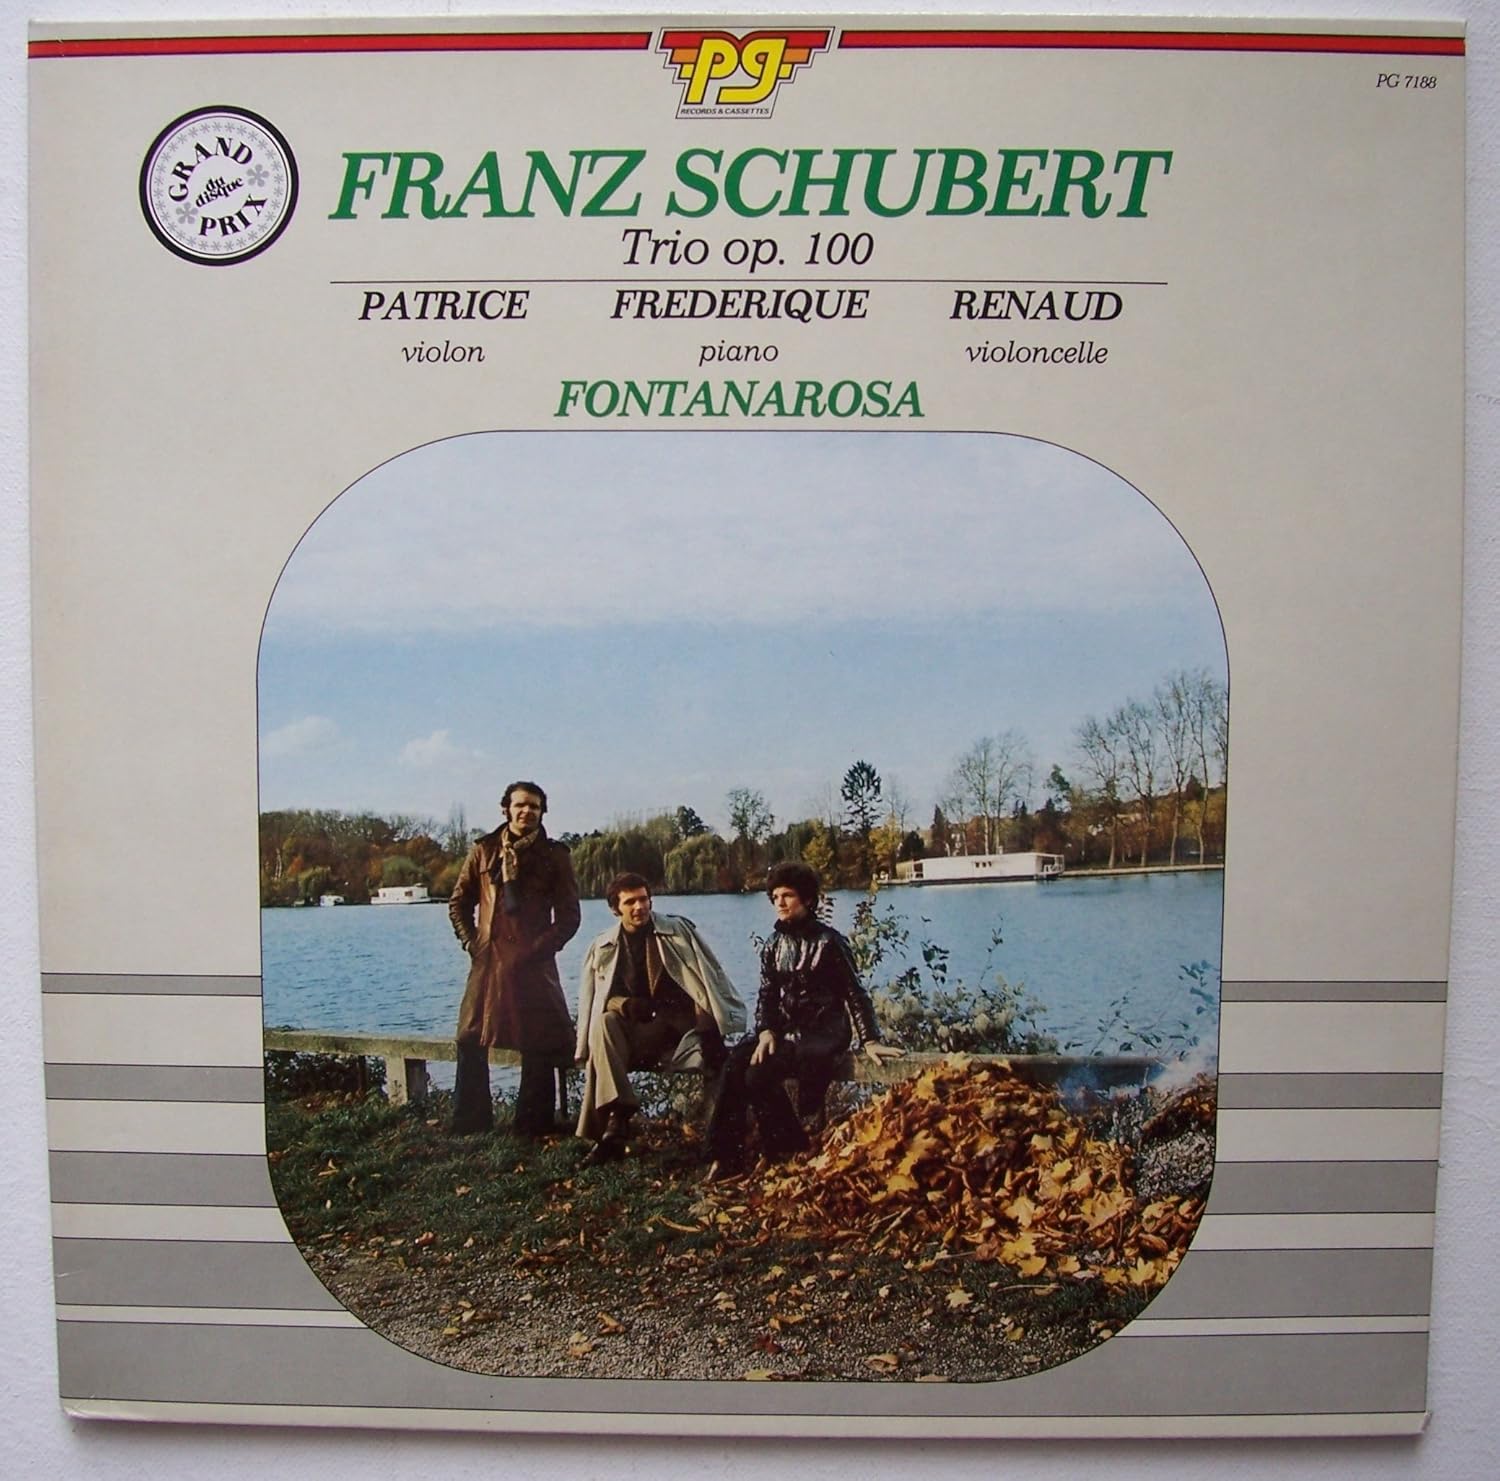 pg
RECORDS & CASSETTES
PG 7188
GRAND
du
disque
PRIX
FRANZ SCHUBERT
Trio op. 100
PATRICE FREDERIQUE RENAUD
violon piano violoncelle
FONTANAROSA